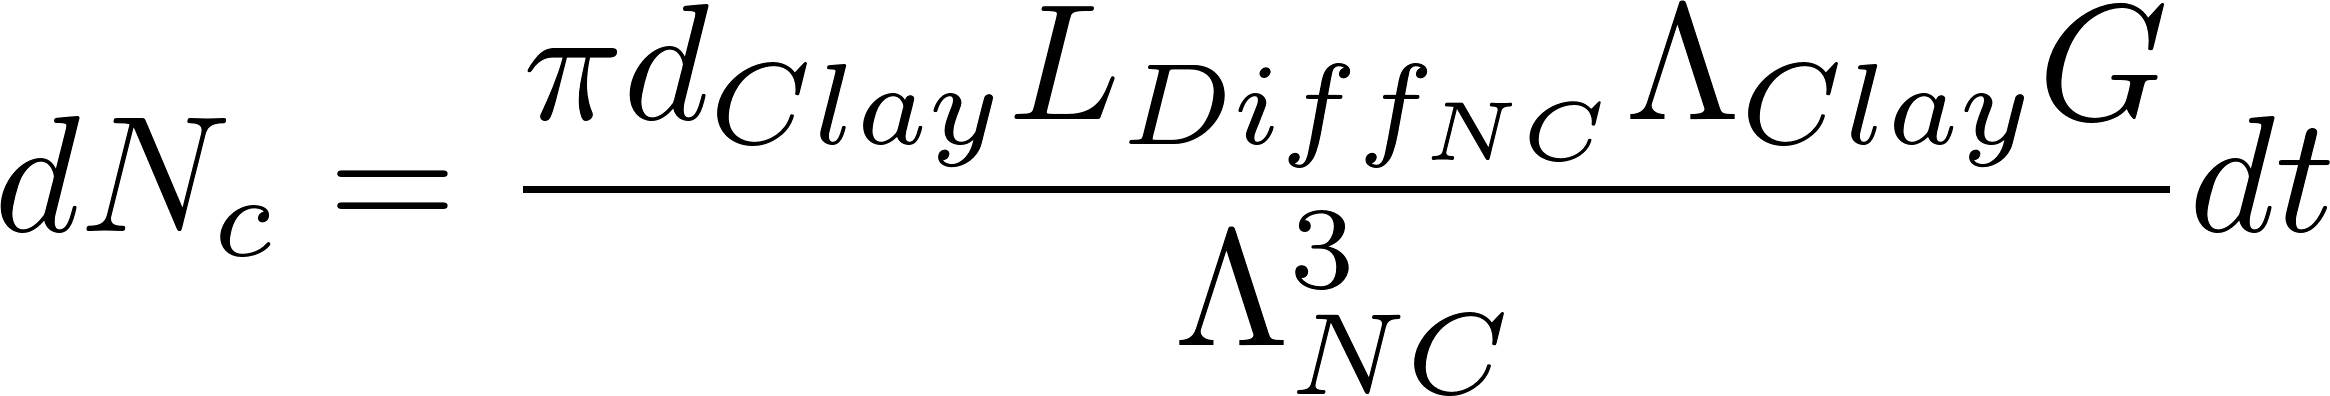 dN_c = \frac{\pi d_{Clay} L_{Diff_{NC}} \Lambda_{Clay} G}{\Lambda_{NC}^{3}} dt